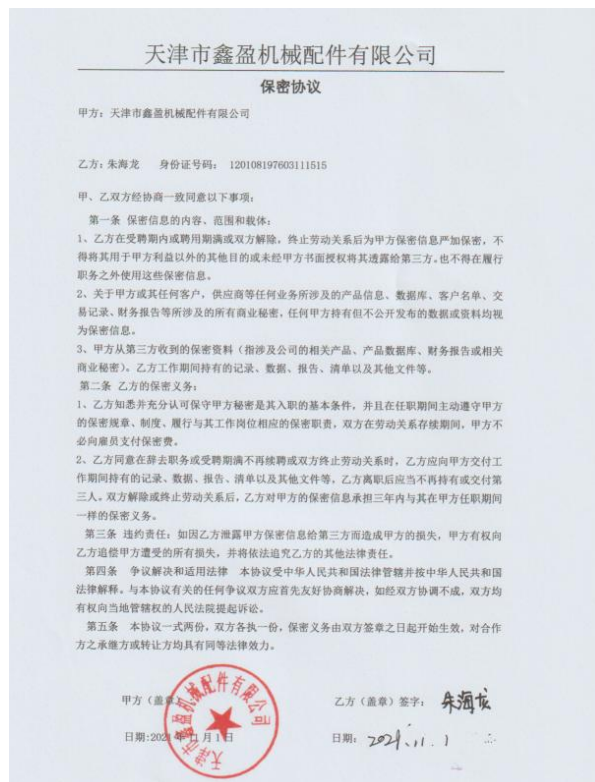 天津市鑫盈机械配件有限公司
保密协议
甲方：天津市鑫盈机械配件有限公司
乙方：朱海龙 身份证号码： 120108197603111515
甲、乙双方经协商一致同意以下事项：
第一条 保密信息的内容、范围和载体：
1、乙方在受聘期内或聘用期满或双方解除，终止劳动关系后为甲方保密信息严加保密，不
得将其用于甲方利益以外的其他目的或未经甲方书面授权将其透露给第三方。也不得在履行
职务之外使用这些保密信息。
2、关于甲方或其任何客户，供应商等任何业务所涉及的产品信息、数据库、客户名单、交
易记录、财务报告等所涉及的所有商业秘密，任何甲方持有但不公开发布的数据或资料均视
为保密信息。
3、甲方从第三方收到的保密资料（指涉及公司的相关产品、产品数据库、财务报告或相关
商业秘密）。乙方工作期间持有的记录、数据、报告、清单以及其他文件等。
第二条 乙方的保密义务：
1、乙方知悉并充分认可保守甲方秘密是其入职的基本条件，并且在任职期间主动遵守甲方
的保密规章、制度、履行与其工作岗位相应的保密职责，双方在劳动关系存续期间，甲方不
必向雇员支付保密费。
2、乙方同意在辞去职务或受聘期满不再续聘或双方终止劳动关系时，乙方应向甲方交付工
作期间持有的记录、数据、报告、清单以及其他文件等，乙方离职后应当不再持有或交付第
三人。双方解除或终止劳动关系后，乙方对甲方的保密信息承担三年内与其在甲方任职期间
一样的保密义务。
第三条 违约责任：如因乙方泄露甲方保密信息给第三方而造成甲方的损失，甲方有权向
乙方追偿甲方遭受的所有损失，并将依法追究乙方的其他法律责任。
第四条 争议解决和适用法律 本协议受中华人民共和国法律管辖并按中华人民共和国
法律解释。与本协议有关的任何争议双方应首先友好协商解决，如经双方协调不成，双方均
有权向当地管辖权的人民法院提起诉讼。
第五条 本协议一式两份，双方各执一份，保密义务由双方签章之日起开始生效，对合作
方之承继方或转让方均具有同等法律效力。
甲方（盖章） 乙方（盖章）签字： 朱海龙
天津市鑫盈机械配件有限公司
日期：2021年11月1日 日期： 2021.11.1